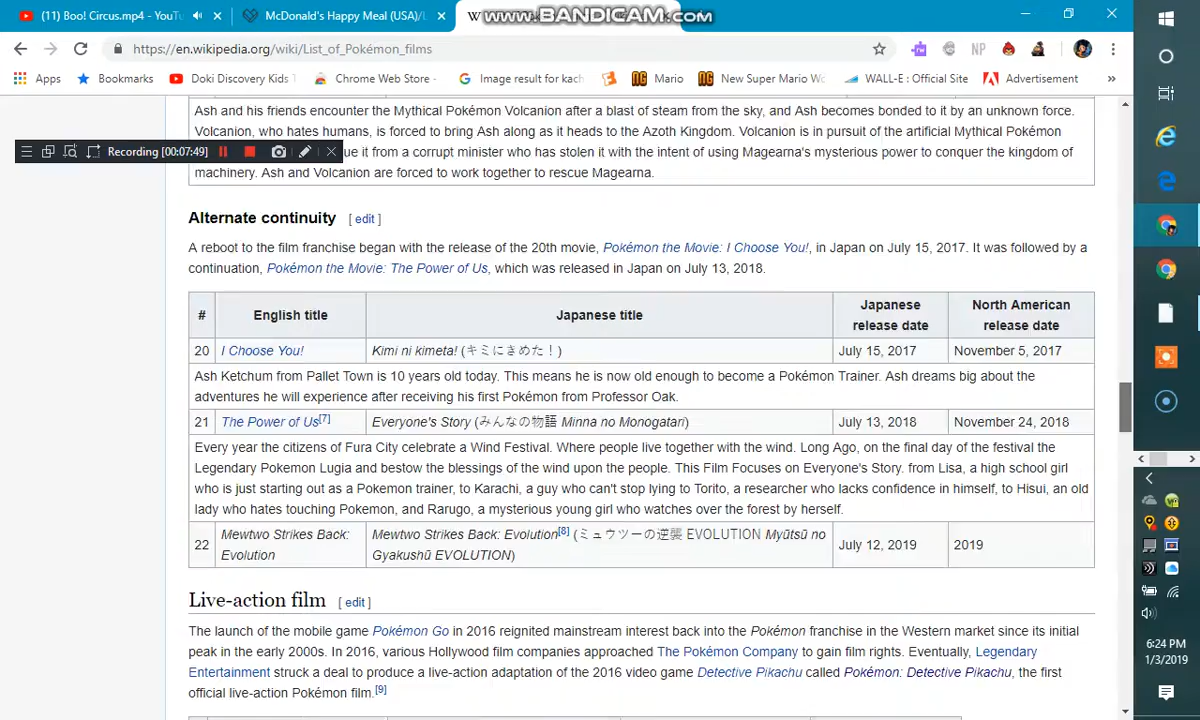 (11) Boo! Circus.mp4 - YouTu
McDonald's Happy Meal (USA)/
www.BANDICAM.com
https://en.wikipedia.org/wiki/List_of_Pokémon_films
NP
Apps
Bookmarks
Doki Discovery Kids
Chrome Web Store -
Image result for kach
Mario
New Super Mario Wo
WALL-E : Official Site
Advertisement
»
Ash and his friends encounter the Mythical Pokémon Volcanion after a blast of steam from the sky, and Ash becomes bonded to it by an unknown force.
Volcanion, who hates humans, is forced to bring Ash along as it heads to the Azoth Kingdom. Volcanion is in pursuit of the artificial Mythical Pokémon
Recording [00:07:49]
ue it from a corrupt minister who has stolen it with the intent of using Magearna's mysterious power to conquer the kingdom of
machinery. Ash and Volcanion are forced to work together to rescue Magearna.
Alternate continuity [ edit ]
A reboot to the film franchise began with the release of the 20th movie, Pokémon the Movie: I Choose You!, in Japan on July 15, 2017. It was followed by a
continuation, Pokémon the Movie: The Power of Us, which was released in Japan on July 13, 2018.
# English title Japanese title Japanese release date North American release date
20 I Choose You! Kimi ni kimeta! (キミにきめた！) July 15, 2017 November 5, 2017
Ash Ketchum from Pallet Town is 10 years old today. This means he is now old enough to become a Pokémon Trainer. Ash dreams big about the
adventures he will experience after receiving his first Pokémon from Professor Oak.
21 The Power of Us[7] Everyone's Story (みんなの物語 Minna no Monogatari) July 13, 2018 November 24, 2018
Every year the citizens of Fura City celebrate a Wind Festival. Where people live together with the wind. Long Ago, on the final day of the festival the
Legendary Pokemon Lugia and bestow the blessings of the wind upon the people. This Film Focuses on Everyone's Story. from Lisa, a high school girl
who is just starting out as a Pokemon trainer, to Karachi, a guy who can't stop lying to Torito, a researcher who lacks confidence in himself, to Hisui, an old
lady who hates touching Pokemon, and Rarugo, a mysterious young girl who watches over the forest by herself.
22 Mewtwo Strikes Back: Evolution Mewtwo Strikes Back: Evolution[8] (ミュウツーの逆襲 EVOLUTION Myūtsū no Gyakushū EVOLUTION) July 12, 2019 2019
Live-action film [ edit ]
The launch of the mobile game Pokémon Go in 2016 reignited mainstream interest back into the Pokémon franchise in the Western market since its initial
peak in the early 2000s. In 2016, various Hollywood film companies approached The Pokémon Company to gain film rights. Eventually, Legendary
Entertainment struck a deal to produce a live-action adaptation of the 2016 video game Detective Pikachu called Pokémon: Detective Pikachu, the first
official live-action Pokémon film.[9]
6:24 PM
1/3/2019